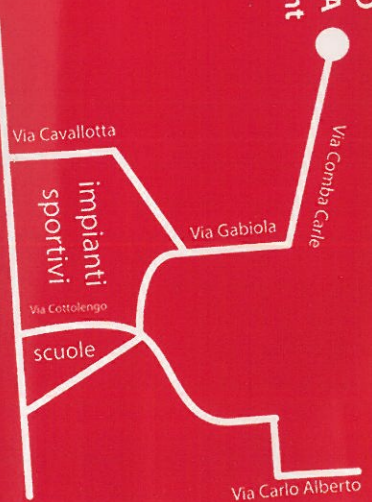 Via Cavallotta
impianti
sportivi
Via Comba Carle
Via Gabiola
Via Cottolengo
scuole
Via Carlo Alberto